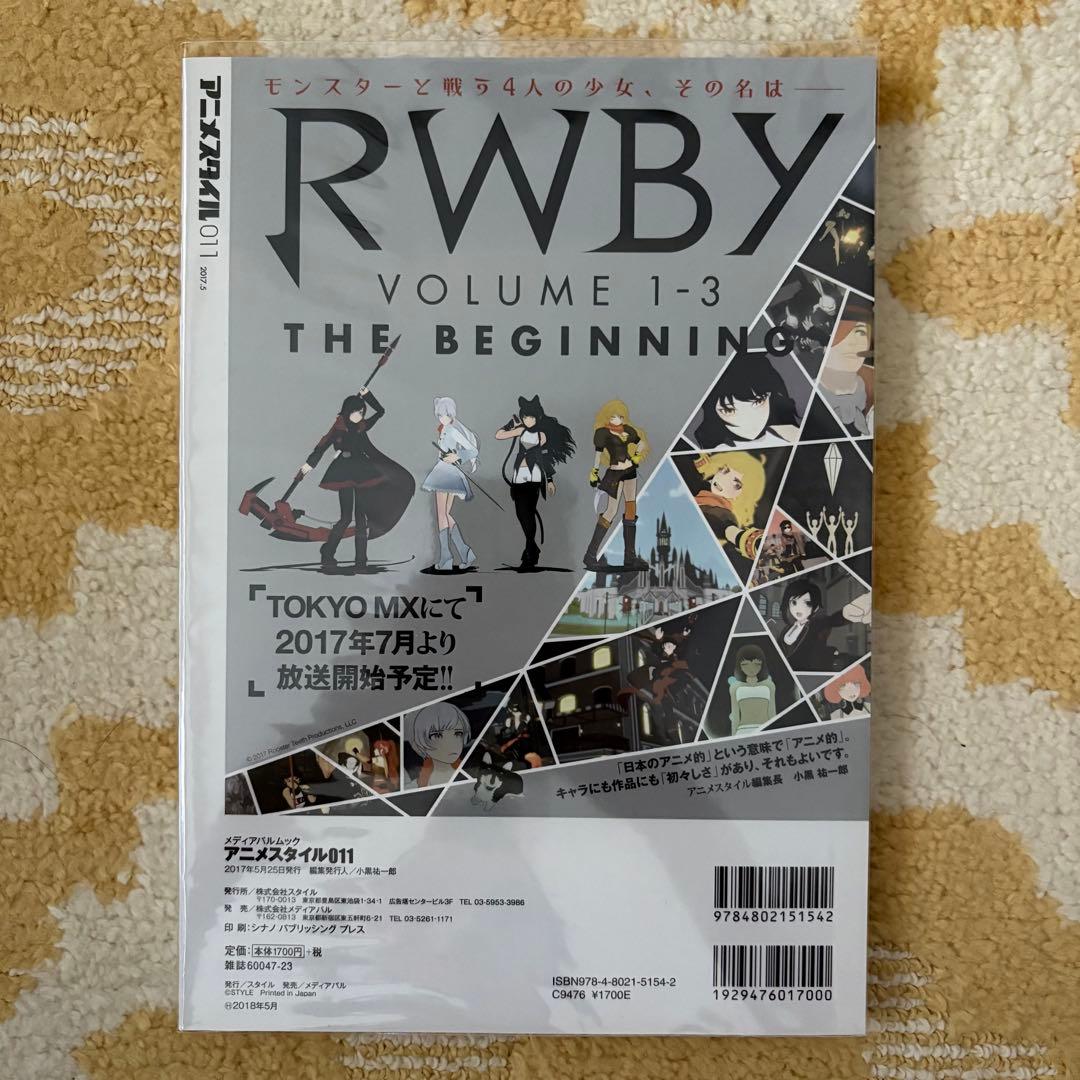 アニメスタイル011
2017.5
モンスターと戦う4人の少女、その名は――
RWBY
VOLUME 1-3
THE BEGINNING
TOKYO MXにて
2017年7月より
放送開始予定!!
©2017 Rooster Teeth Productions, LLC
「日本のアニメ的」という意味で「アニメ的」。
キャラにも作品にも「初々しさ」があり、それもよいです。
アニメスタイル編集長 小黒 祐一郎
メディアパルムック
アニメスタイル011
2017年5月25日発行 編集発行人/小黒祐一郎
発行所/株式会社スタイル
〒170-0013 東京都豊島区東池袋1-34-1 広告塔センタービル3F TEL 03-5953-3986
発 売/株式会社メディアパル
〒162-0813 東京都新宿区東五軒町6-21 TEL 03-5261-1171
印 刷:シナノ パブリッシング プレス
定価:本体1700円+税
雑誌60047-23
発行/スタイル 発売/メディアパル
©STYLE Printed in Japan
㋪2018年5月
ISBN978-4-8021-5154-2
C9476 ¥1700E
9784802151542
1929476017000